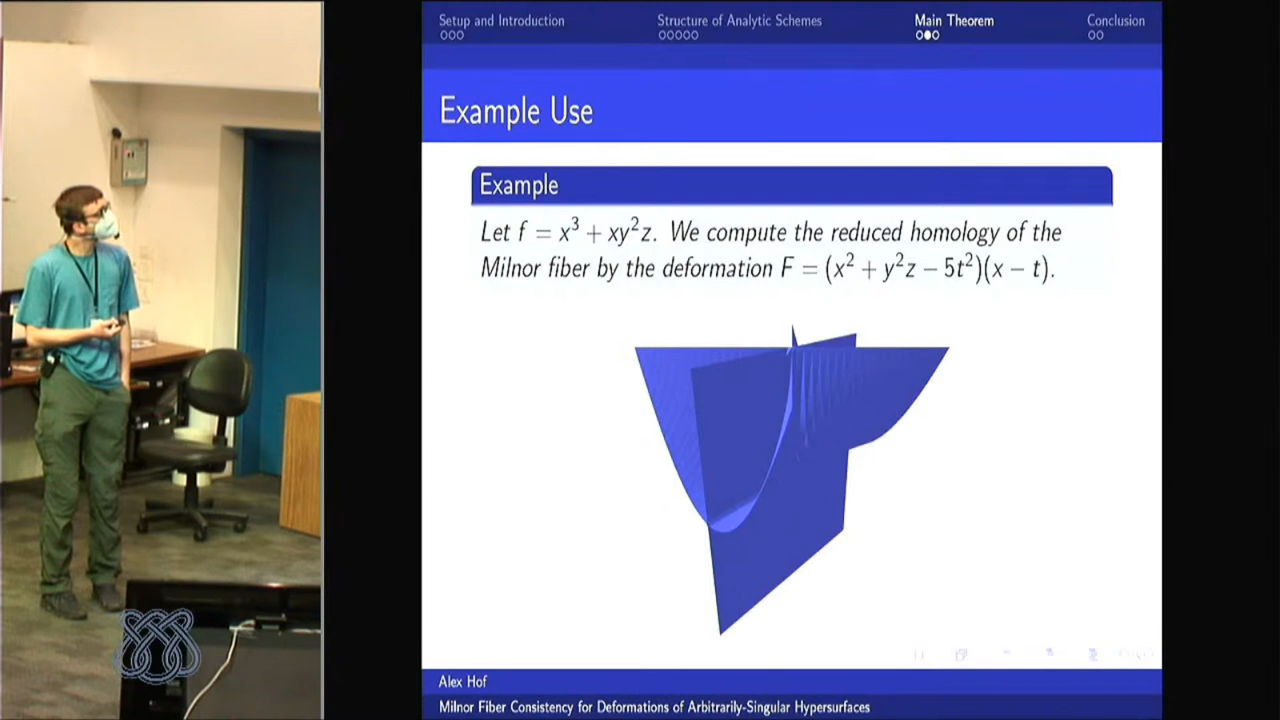 Setup and Introduction
Structure of Analytic Schemes
Main Theorem
Conclusion
Example Use
Example
Let f = x³ + xy²z. We compute the reduced homology of the
Milnor fiber by the deformation F = (x² + y²z − 5t²)(x − t).
Alex Hof
Milnor Fiber Consistency for Deformations of Arbitrarily-Singular Hypersurfaces